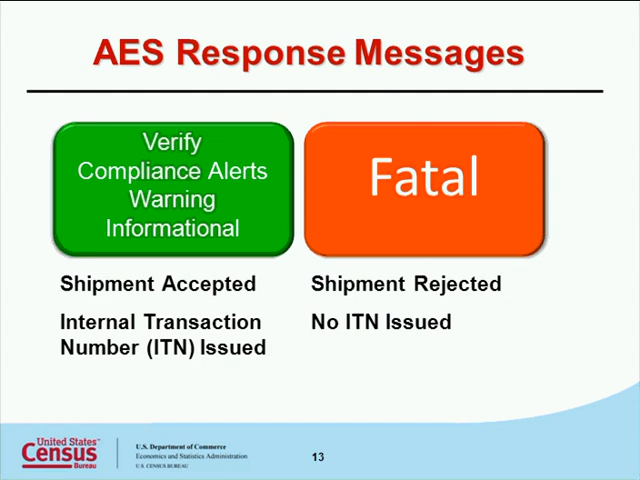 AES Response Messages
Verify
Compliance Alerts
Warning
Informational
Fatal
Shipment Accepted
Internal Transaction
Number (ITN) Issued
Shipment Rejected
No ITN Issued
United States™
Census
Bureau
U.S. Department of Commerce
Economics and Statistics Administration
U.S. CENSUS BUREAU
13